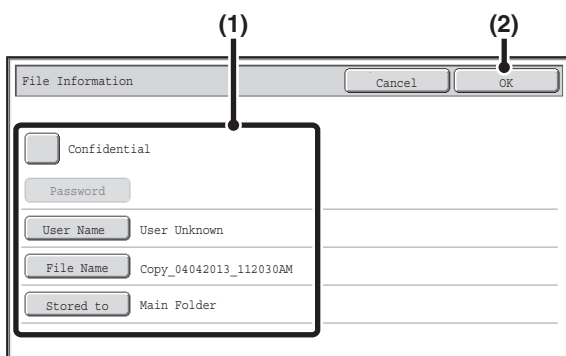 (1) (2)
File Information Cancel OK
Confidential
Password
User Name User Unknown
File Name Copy_04042013_112030AM
Stored to Main Folder